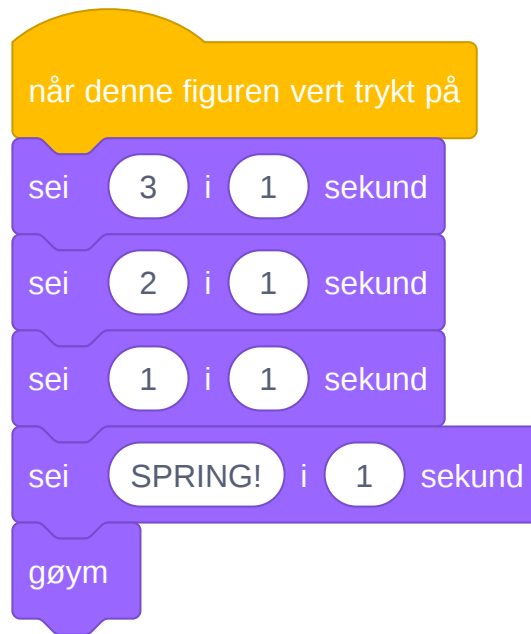 når denne figuren vert trykt på
sei 3 i 1 sekund
sei 2 i 1 sekund
sei 1 i 1 sekund
sei SPRING! i 1 sekund
gøym